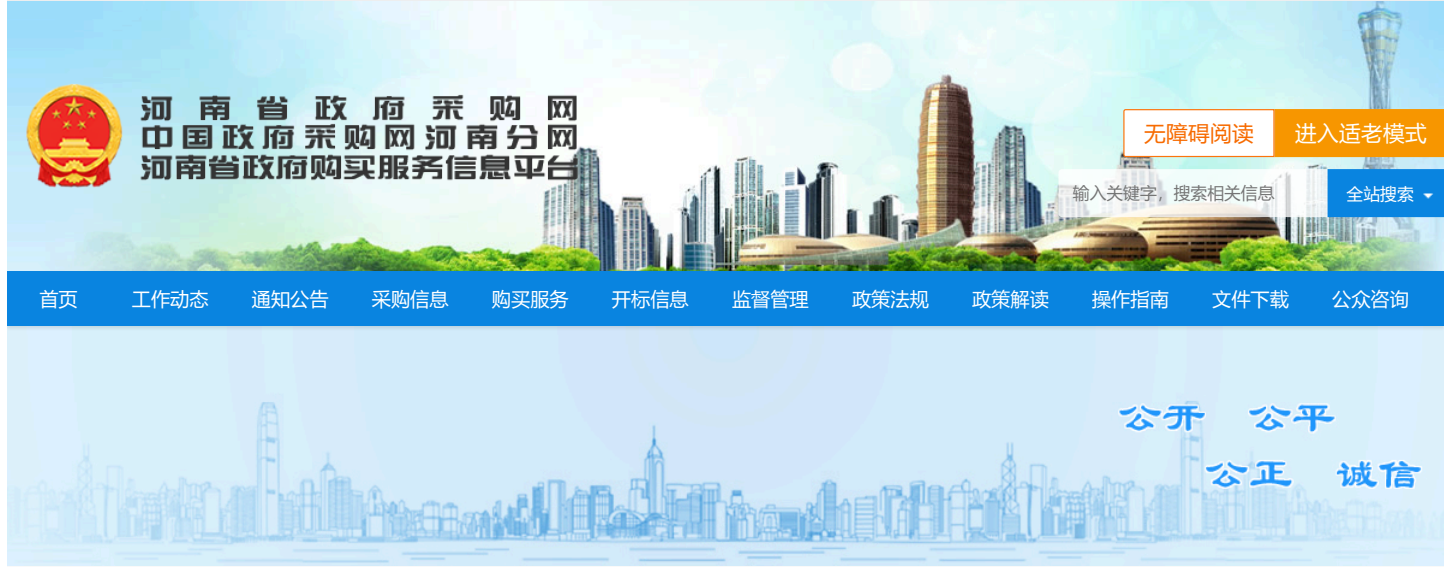 河南省政府采购网
中国政府采购网河南分网
河南省政府购买服务信息平台
无障碍阅读 进入适老模式
输入关键字，搜索相关信息 全站搜索
首页 工作动态 通知公告 采购信息 购买服务 开标信息 监督管理 政策法规 政策解读 操作指南 文件下载 公众咨询
公开 公平
公正 诚信